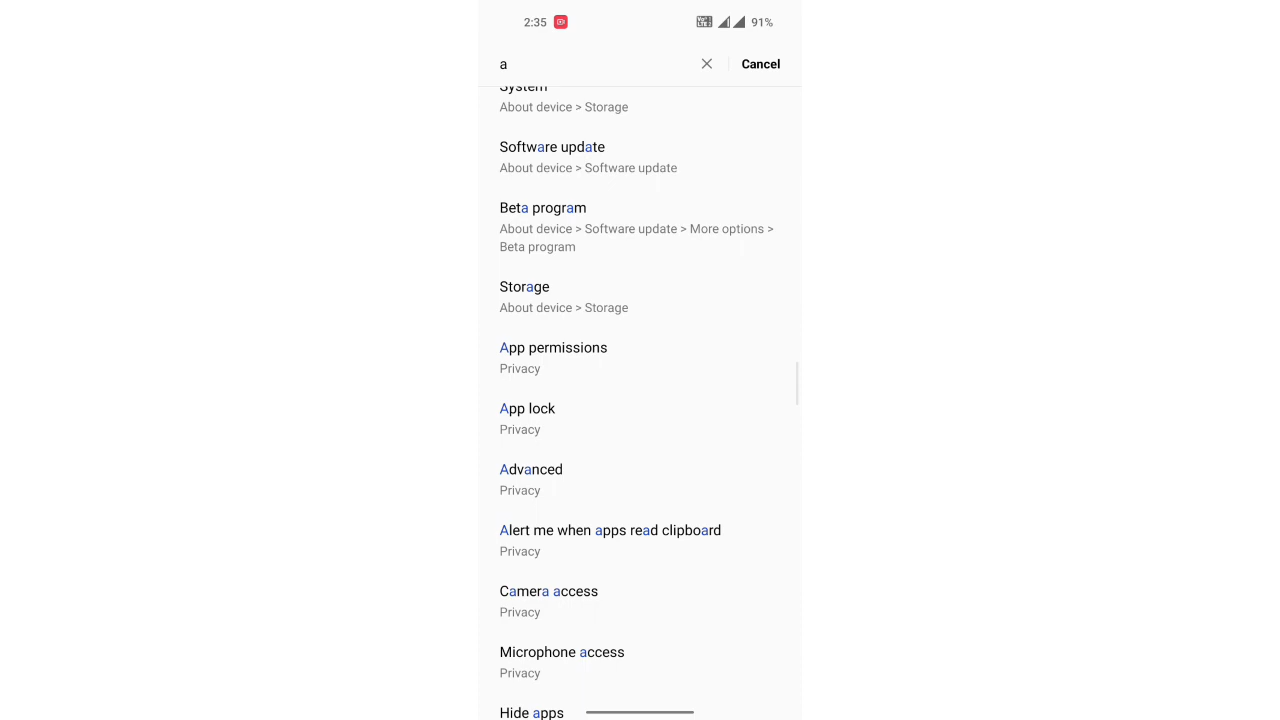 2:35
91%
a
Cancel
System
About device > Storage
Software update
About device > Software update
Beta program
About device > Software update > More options >
Beta program
Storage
About device > Storage
App permissions
Privacy
App lock
Privacy
Advanced
Privacy
Alert me when apps read clipboard
Privacy
Camera access
Privacy
Microphone access
Privacy
Hide apps